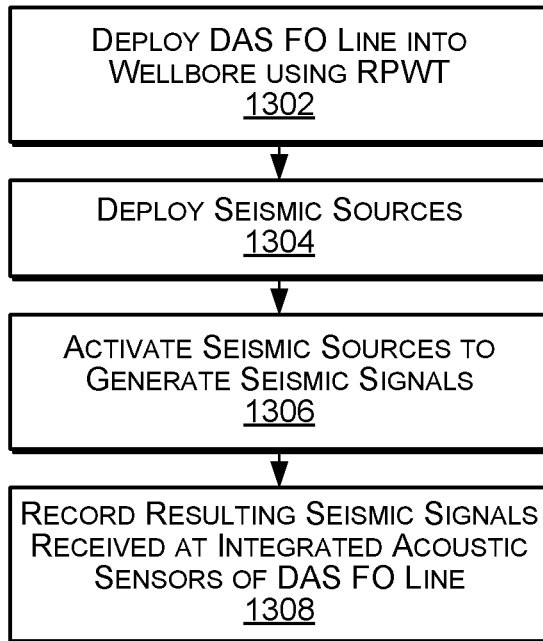 DEPLOY DAS FO LINE INTO
WELLBORE USING RPWT
1302
DEPLOY SEISMIC SOURCES
1304
ACTIVATE SEISMIC SOURCES TO
GENERATE SEISMIC SIGNALS
1306
RECORD RESULTING SEISMIC SIGNALS
RECEIVED AT INTEGRATED ACOUSTIC
SENSORS OF DAS FO LINE
1308